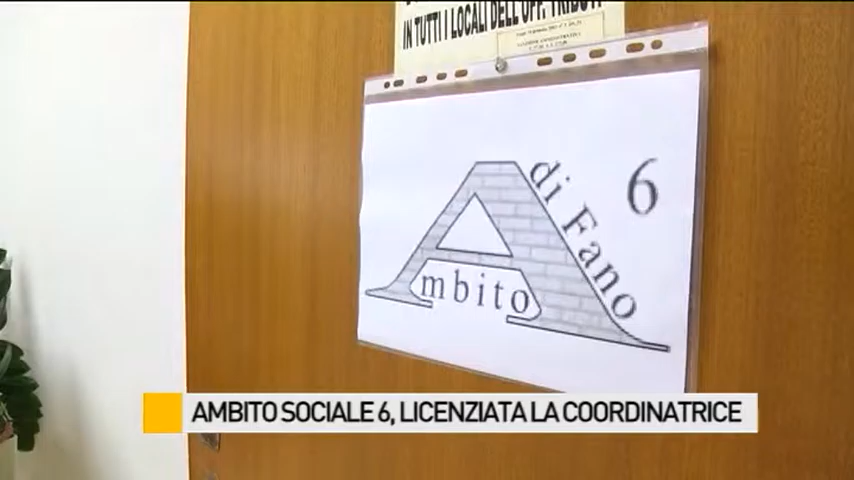 IN TUTTI I LOCALI DELL'UFF. TRIBUTI
6
di Fano
Ambito
AMBITO SOCIALE 6, LICENZIATA LA COORDINATRICE